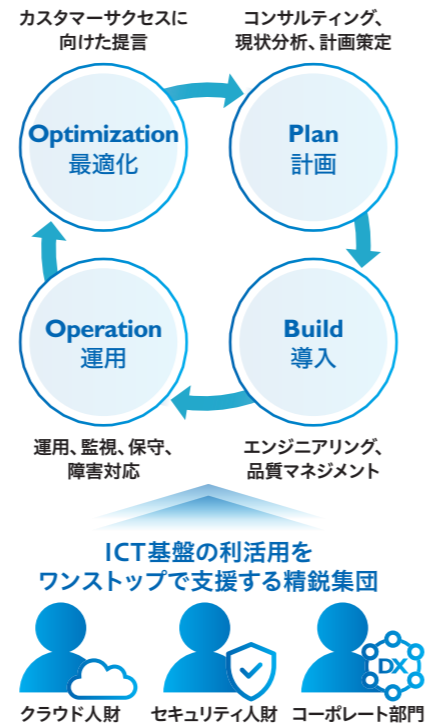 カスタマーサクセスに
向けた提言
コンサルティング、
現状分析、計画策定
Optimization
最適化
Plan
計画
Operation
運用
Build
導入
運用、監視、保守、
障害対応
エンジニアリング、
品質マネジメント
ICT基盤の利活用を
ワンストップで支援する精鋭集団
DX
クラウド人財
セキュリティ人財
コーポレート部門